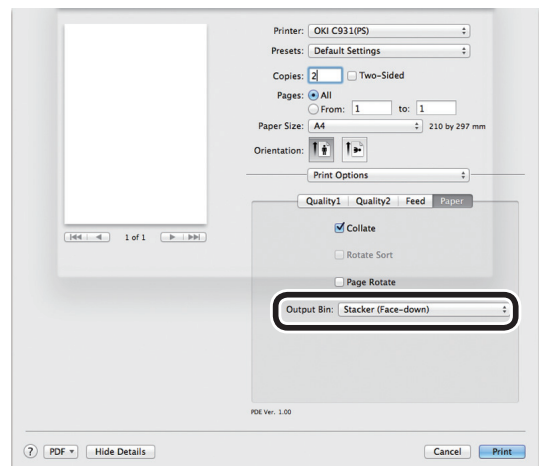 Printer: OKI C931(PS)
Presets: Default Settings
Copies: 2 Two-Sided
Pages: All
From: 1 to: 1
Paper Size: A4 210 by 297 mm
Orientation:
Print Options
Quality1 Quality2 Feed Paper
Collate
1 of 1
Rotate Sort
Page Rotate
Output Bin: Stacker (Face-down)
PDE Ver. 1.00
? PDF Hide Details Cancel Print